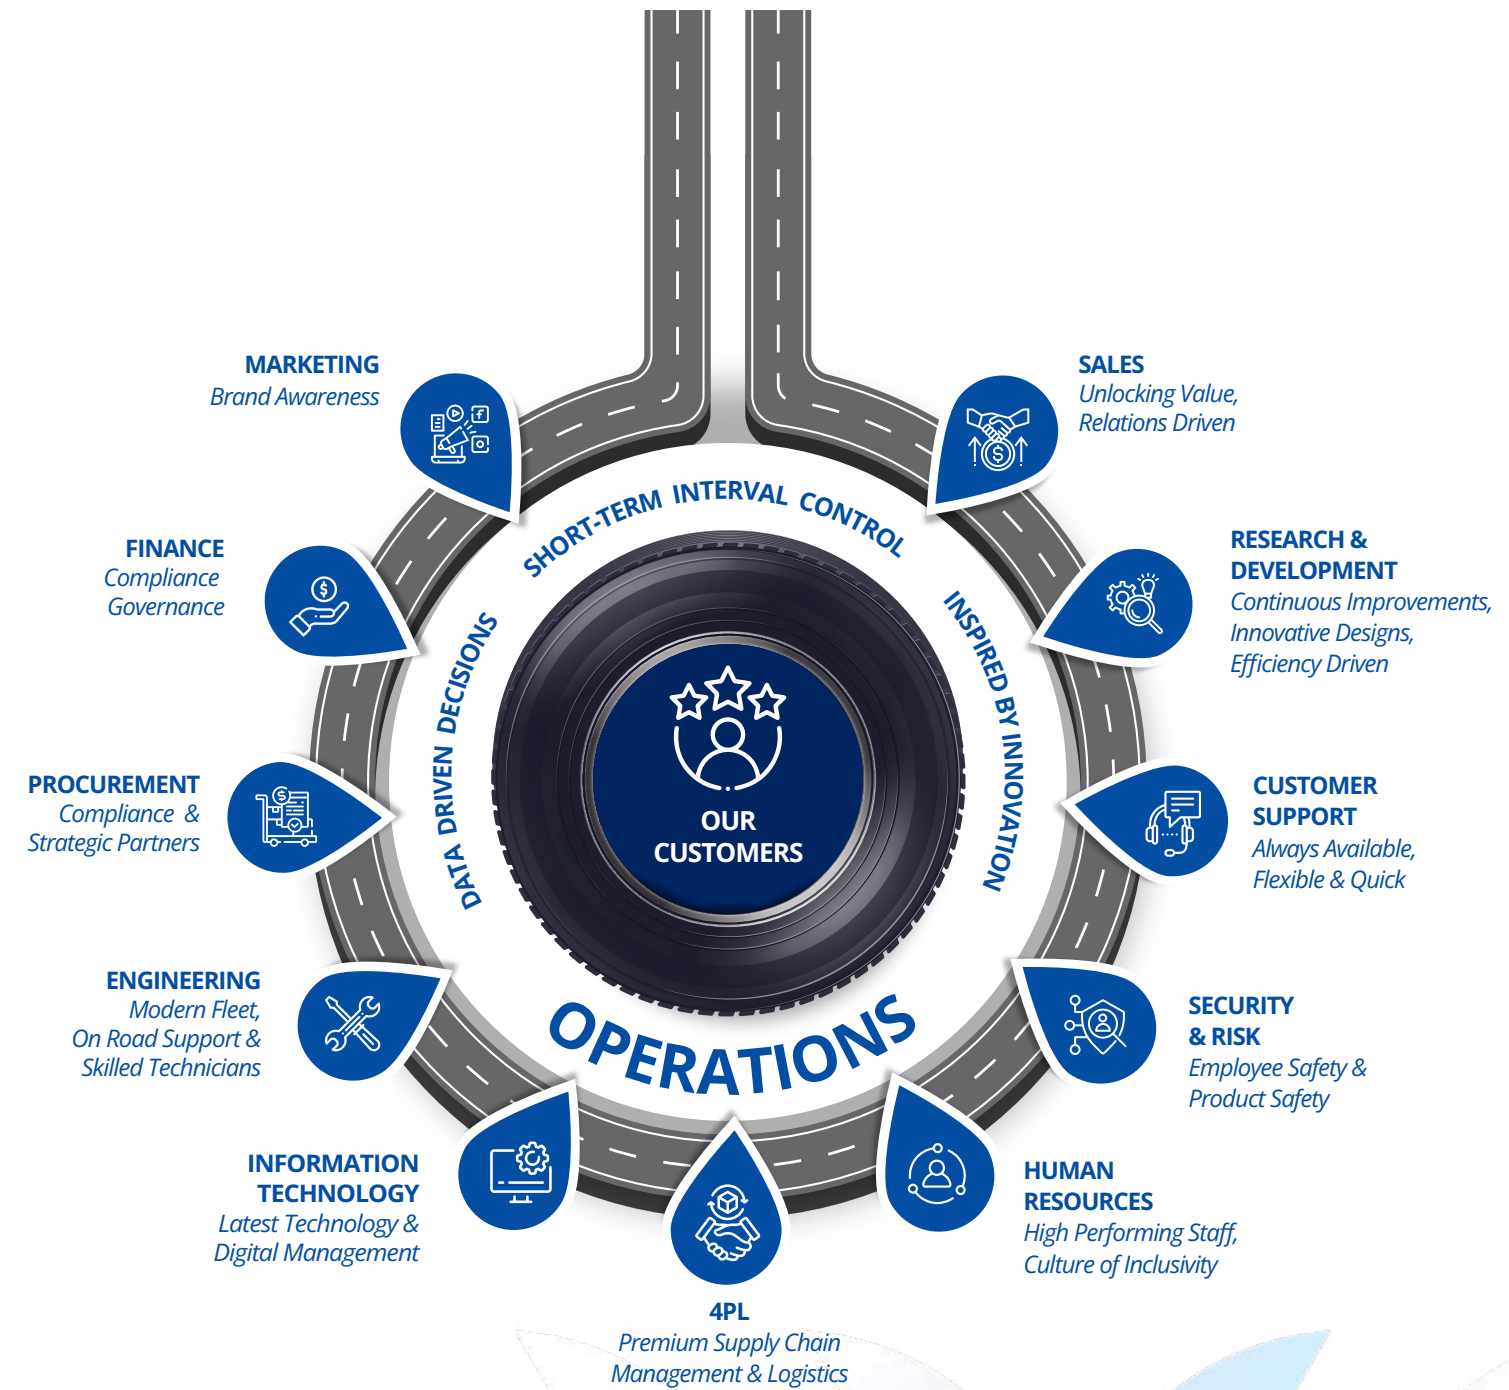 MARKETING
Brand Awareness
SALES
Unlocking Value,
Relations Driven
FINANCE
Compliance
Governance
RESEARCH &
DEVELOPMENT
Continuous Improvements,
Innovative Designs,
Efficiency Driven
PROCUREMENT
Compliance &
Strategic Partners
CUSTOMER
SUPPORT
Always Available,
Flexible & Quick
ENGINEERING
Modern Fleet,
On Road Support &
Skilled Technicians
SECURITY
& RISK
Employee Safety &
Product Safety
INFORMATION
TECHNOLOGY
Latest Technology &
Digital Management
HUMAN
RESOURCES
High Performing Staff,
Culture of Inclusivity
4PL
Premium Supply Chain
Management & Logistics
DATA DRIVEN DECISIONS
SHORT-TERM INTERVAL CONTROL
INSPIRED BY INNOVATION
OUR
CUSTOMERS
OPERATIONS